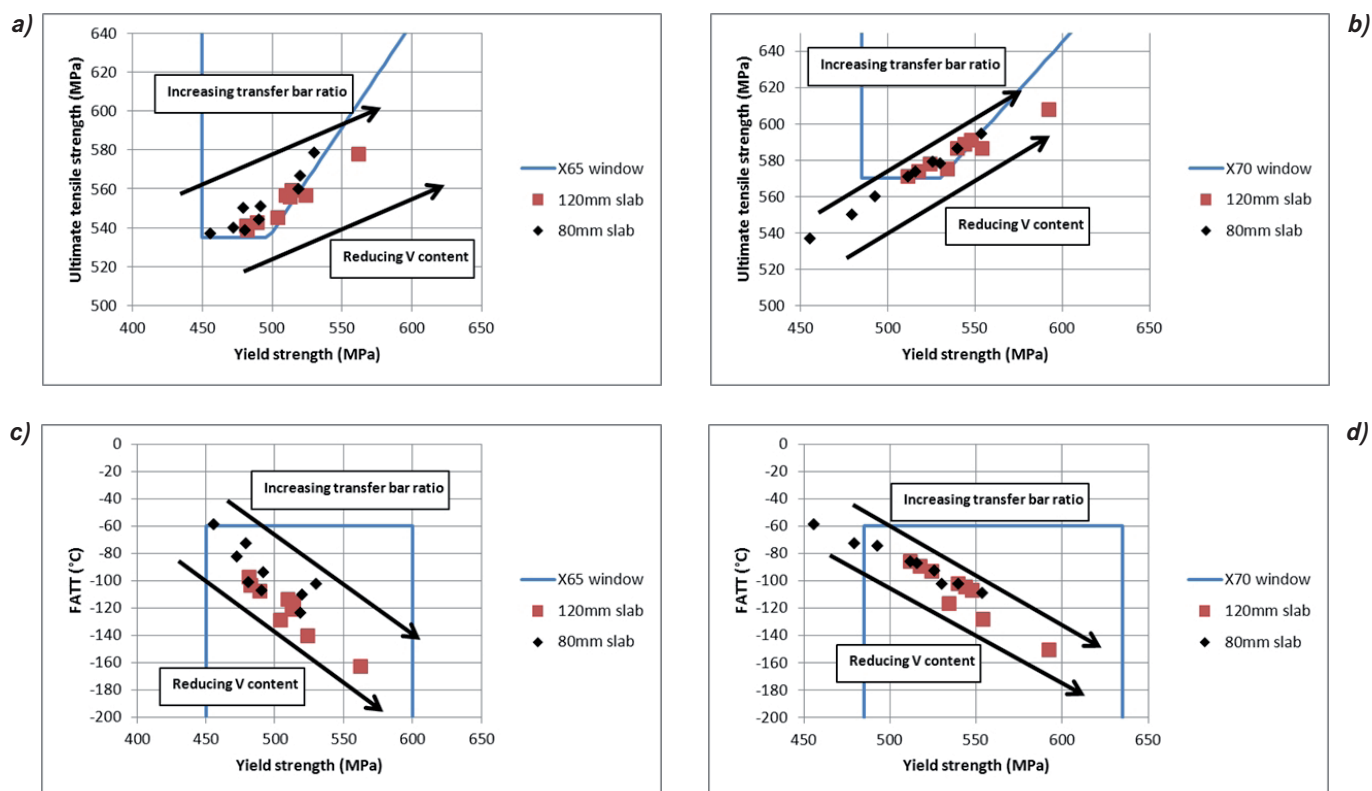 a)
640
620
600
580
560
540
520
500
Ultimate tensile strength (MPa)
Increasing transfer bar ratio
Reducing V content
400 450 500 550 600 650
Yield strength (MPa)
X65 window
120mm slab
80mm slab
b)
640
620
600
580
560
540
520
500
Ultimate tensile strength (MPa)
Increasing transfer bar ratio
Reducing V content
450 500 550 600 650
Yield strength (MPa)
X70 window
120mm slab
80mm slab
c)
0
-20
-40
-60
-80
-100
-120
-140
-160
-180
-200
FATT (°C)
Increasing transfer bar ratio
Reducing V content
400 450 500 550 600 650
Yield strength (MPa)
X65 window
120mm slab
80mm slab
d)
0
-20
-40
-60
-80
-100
-120
-140
-160
-180
-200
FATT (°C)
Increasing transfer bar ratio
Reducing V content
450 500 550 600 650
Yield strength (MPa)
X70 window
120mm slab
80mm slab